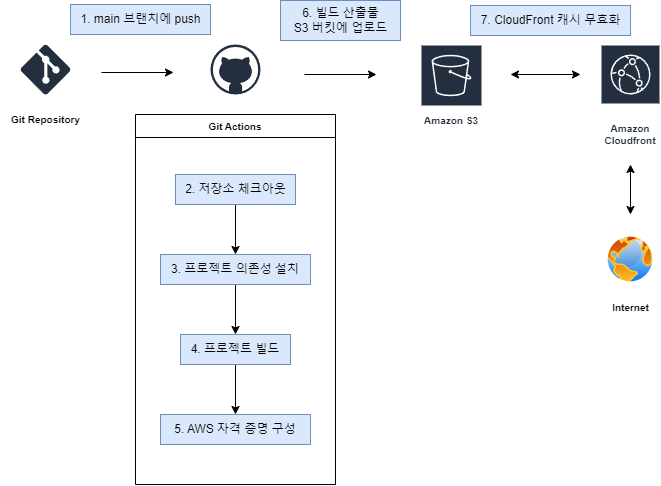 1. main 브랜치에 push
6. 빌드 산출물
S3 버킷에 업로드
7. CloudFront 캐시 무효화
Git Repository
Amazon S3
Amazon
Cloudfront
Git Actions
2. 저장소 체크아웃
3. 프로젝트 의존성 설치
4. 프로젝트 빌드
5. AWS 자격 증명 구성
Internet